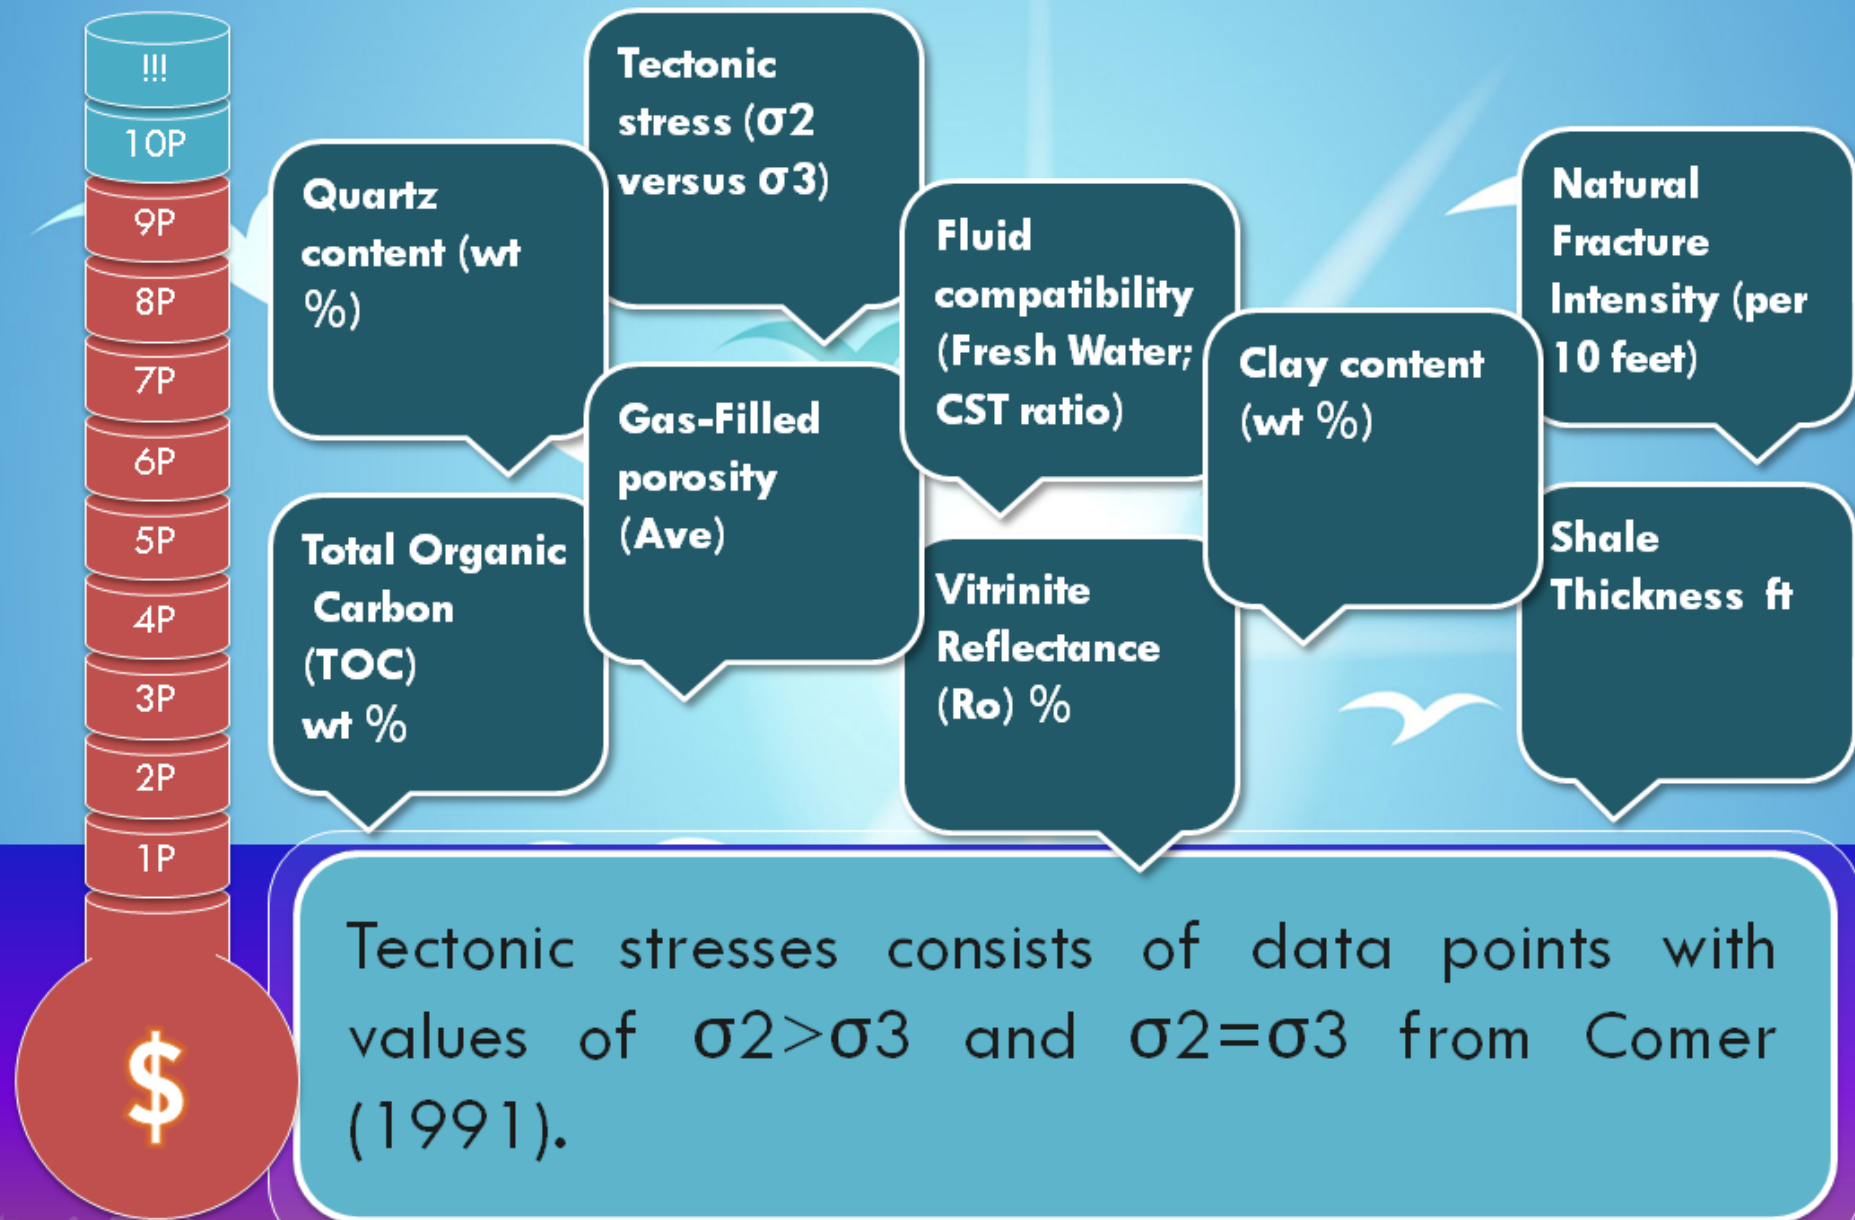 !!!
10P
9P
8P
7P
6P
5P
4P
3P
2P
1P
$
Tectonic
stress (σ2
versus σ3)
Quartz
content (wt
%)
Fluid
compatibility
(Fresh Water;
CST ratio)
Natural
Fracture
Intensity (per
10 feet)
Gas-Filled
porosity
(Ave)
Clay content
(wt %)
Total Organic
Carbon
(TOC)
wt %
Vitrinite
Reflectance
(Ro) %
Shale
Thickness ft
Tectonic stresses consists of data points with
values of σ2>σ3 and σ2=σ3 from Comer
(1991).